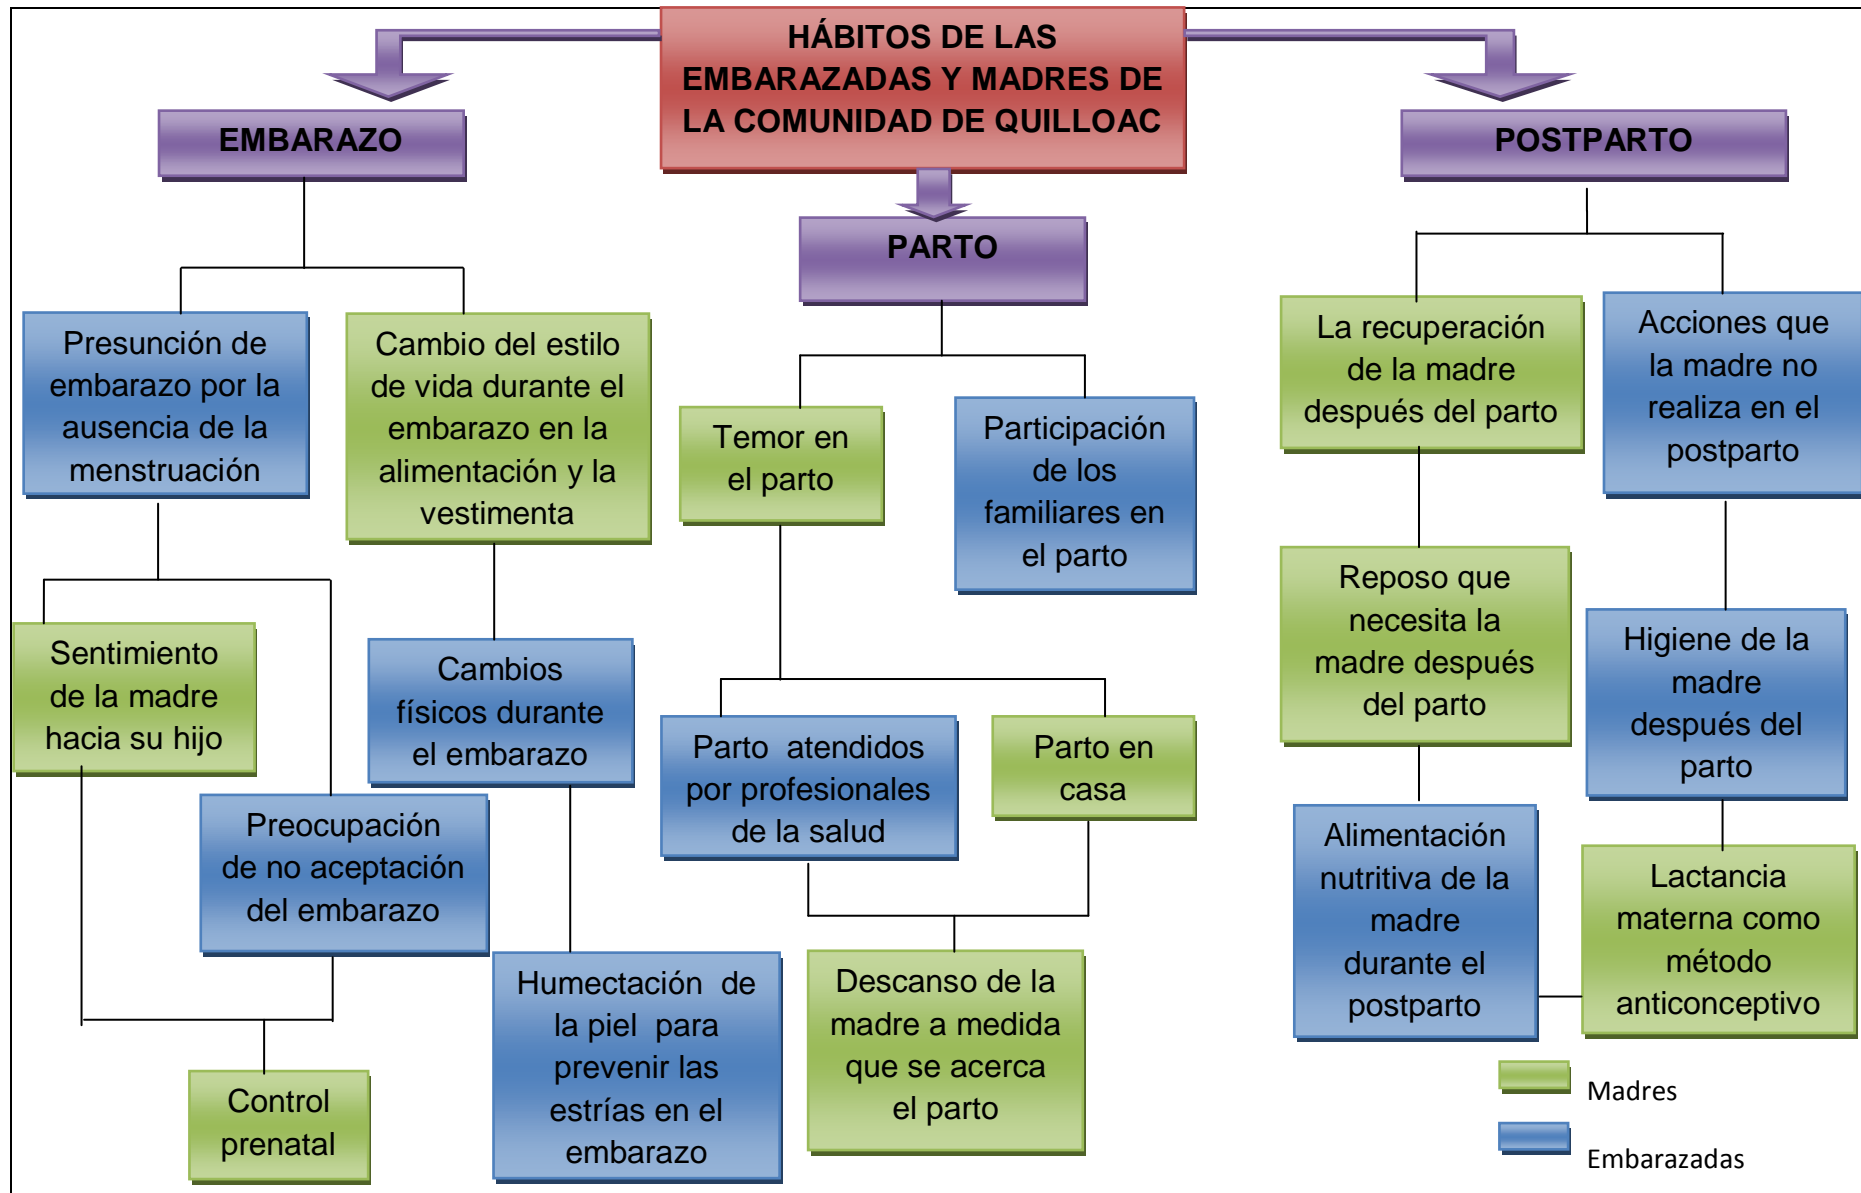 HÁBITOS DE LAS
EMBARAZADAS Y MADRES DE
LA COMUNIDAD DE QUILLOAC
EMBARAZO
Presunción de
embarazo por la
ausencia de la
menstruación
Cambio del estilo
de vida durante el
embarazo en la
alimentación y la
vestimenta
Sentimiento
de la madre
hacia su hijo
Preocupación
de no aceptación
del embarazo
Control
prenatal
Cambios
físicos durante
el embarazo
Humectación de
la piel para
prevenir las
estrías en el
embarazo
PARTO
Temor en
el parto
Participación
de los
familiares en
el parto
Parto atendidos
por profesionales
de la salud
Parto en
casa
Descanso de la
madre a medida
que se acerca
el parto
POSTPARTO
La recuperación
de la madre
después del parto
Acciones que
la madre no
realiza en el
postparto
Reposo que
necesita la
madre después
del parto
Higiene de la
madre
después del
parto
Alimentación
nutritiva de la
madre
durante el
postparto
Lactancia
materna como
método
anticonceptivo
Madres
Embarazadas